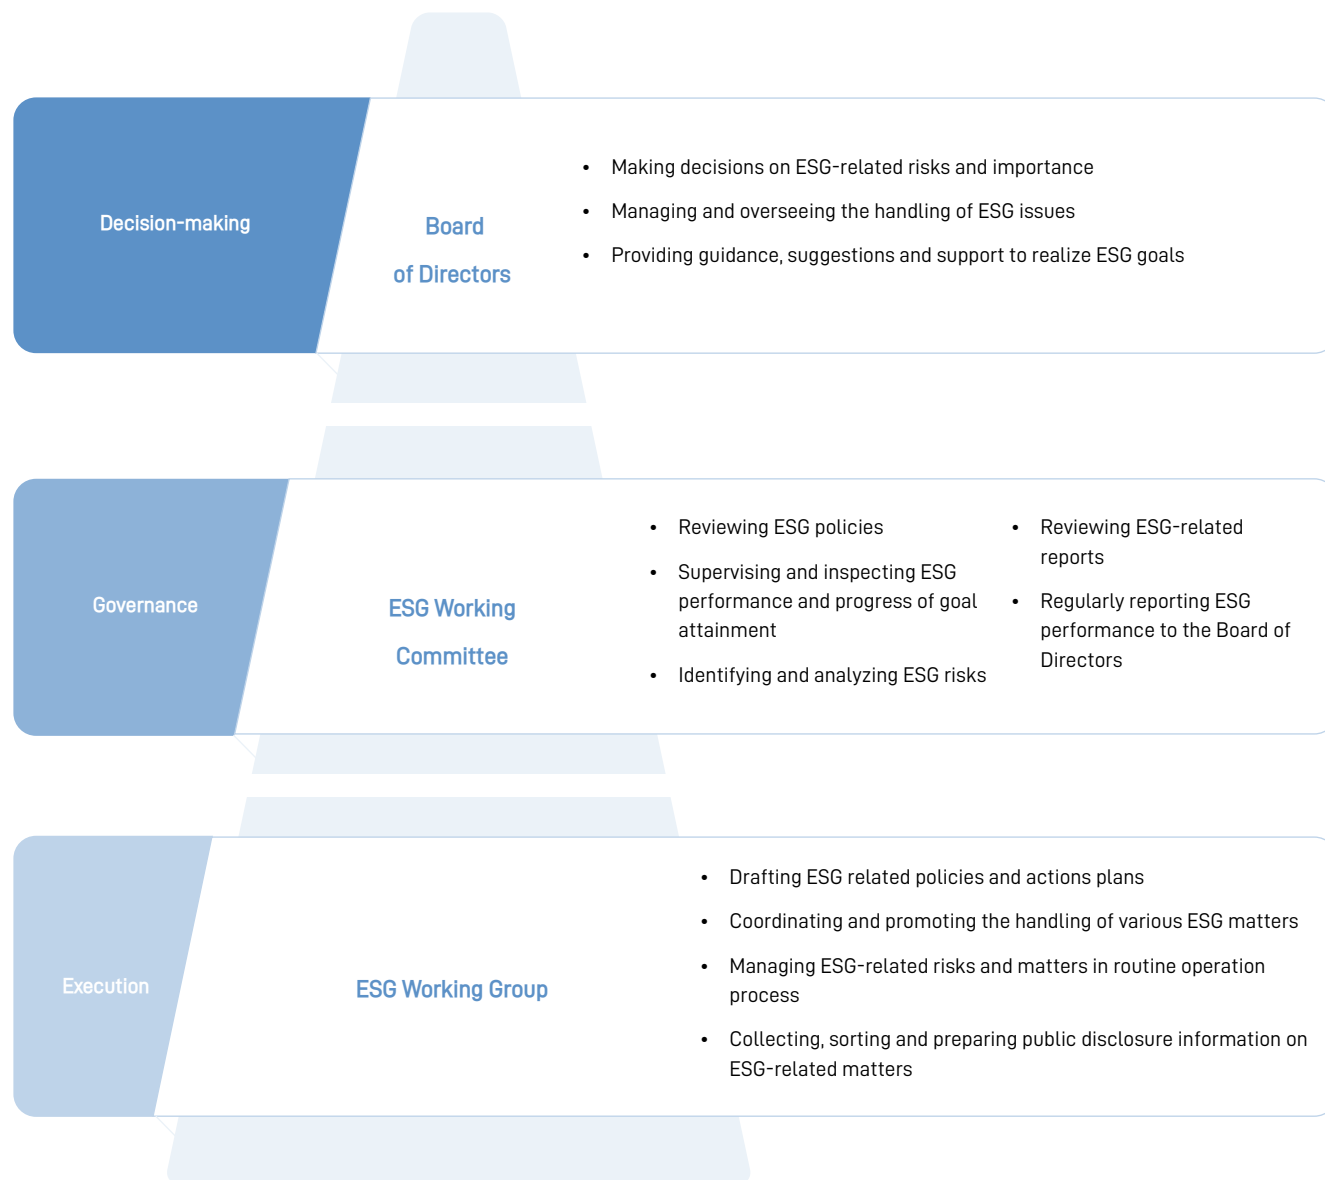 Decision-making
Board
of Directors
• Making decisions on ESG-related risks and importance
• Managing and overseeing the handling of ESG issues
• Providing guidance, suggestions and support to realize ESG goals
Governance
ESG Working
Committee
• Reviewing ESG policies
• Supervising and inspecting ESG
performance and progress of goal
attainment
• Identifying and analyzing ESG risks
• Reviewing ESG-related
reports
• Regularly reporting ESG
performance to the Board of
Directors
Execution
ESG Working Group
• Drafting ESG related policies and actions plans
• Coordinating and promoting the handling of various ESG matters
• Managing ESG-related risks and matters in routine operation
process
• Collecting, sorting and preparing public disclosure information on
ESG-related matters